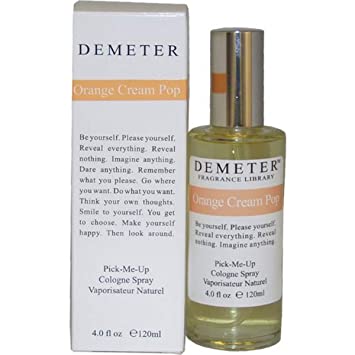 DEMETER
Orange Cream Pop
Be yourself. Please yourself.
Reveal everything. Reveal
nothing. Imagine anything.
Dare anything. Remember
what you please. Go where
you want. Do what you want.
Think your own thoughts.
Smile to yourself. You get
to choose. Make yourself
happy. Then look around.
Pick-Me-Up
Cologne Spray
Vaporisateur Naturel
4.0 fl oz ℮120ml
DEMETER™
FRAGRANCE LIBRARY
Orange Cream Pop
Be yourself. Please yourself.
Reveal everything. Reveal
nothing. Imagine anything.
Pick-Me-Up
Cologne Spray
Vaporisateur Naturel
4.0 fl oz ℮120ml